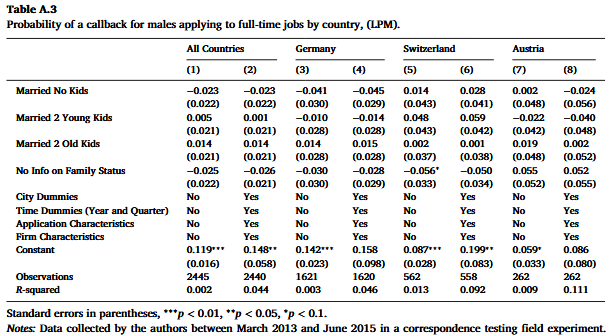 Table A.3
Probability of a callback for males applying to full-time jobs by country, (LPM).
All Countries Germany Switzerland Austria
(1) (2) (3) (4) (5) (6) (7) (8)
Married No Kids −0.023 −0.023 −0.041 −0.045 0.014 0.028 0.002 −0.024
(0.022) (0.022) (0.030) (0.029) (0.043) (0.041) (0.048) (0.056)
Married 2 Young Kids 0.005 0.001 −0.010 −0.014 0.048 0.059 −0.022 −0.040
(0.021) (0.021) (0.028) (0.028) (0.043) (0.042) (0.042) (0.048)
Married 2 Old Kids 0.014 0.014 0.014 0.015 0.002 0.001 0.019 0.002
(0.021) (0.021) (0.028) (0.028) (0.037) (0.038) (0.048) (0.052)
No Info on Family Status −0.025 −0.026 −0.030 −0.028 −0.056* −0.050 0.055 0.052
(0.022) (0.021) (0.030) (0.029) (0.033) (0.034) (0.052) (0.055)
City Dummies No Yes No Yes No Yes No Yes
Time Dummies (Year and Quarter) No Yes No Yes No Yes No Yes
Application Characteristics No Yes No Yes No Yes No Yes
Firm Characteristics No Yes No Yes No Yes No Yes
Constant 0.119*** 0.148** 0.142*** 0.158 0.087*** 0.199** 0.059* 0.086
(0.016) (0.058) (0.023) (0.098) (0.028) (0.083) (0.033) (0.080)
Observations 2445 2440 1621 1620 562 558 262 262
R-squared 0.002 0.044 0.003 0.046 0.013 0.092 0.009 0.111
Standard errors in parentheses, ***p < 0.01, **p < 0.05, *p < 0.1.
Notes: Data collected by the authors between March 2013 and June 2015 in a correspondence testing field experiment.